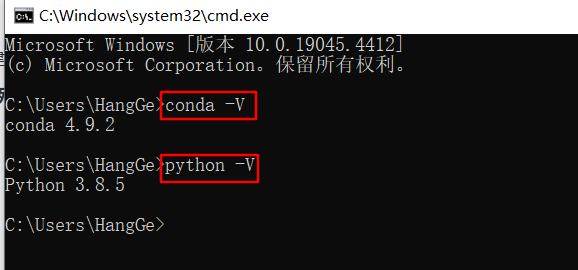 C:\Windows\system32\cmd.exe
Microsoft Windows [版本 10.0.19045.4412]
(c) Microsoft Corporation。保留所有权利。
C:\Users\HangGe>conda -V
conda 4.9.2
C:\Users\HangGe>python -V
Python 3.8.5
C:\Users\HangGe>